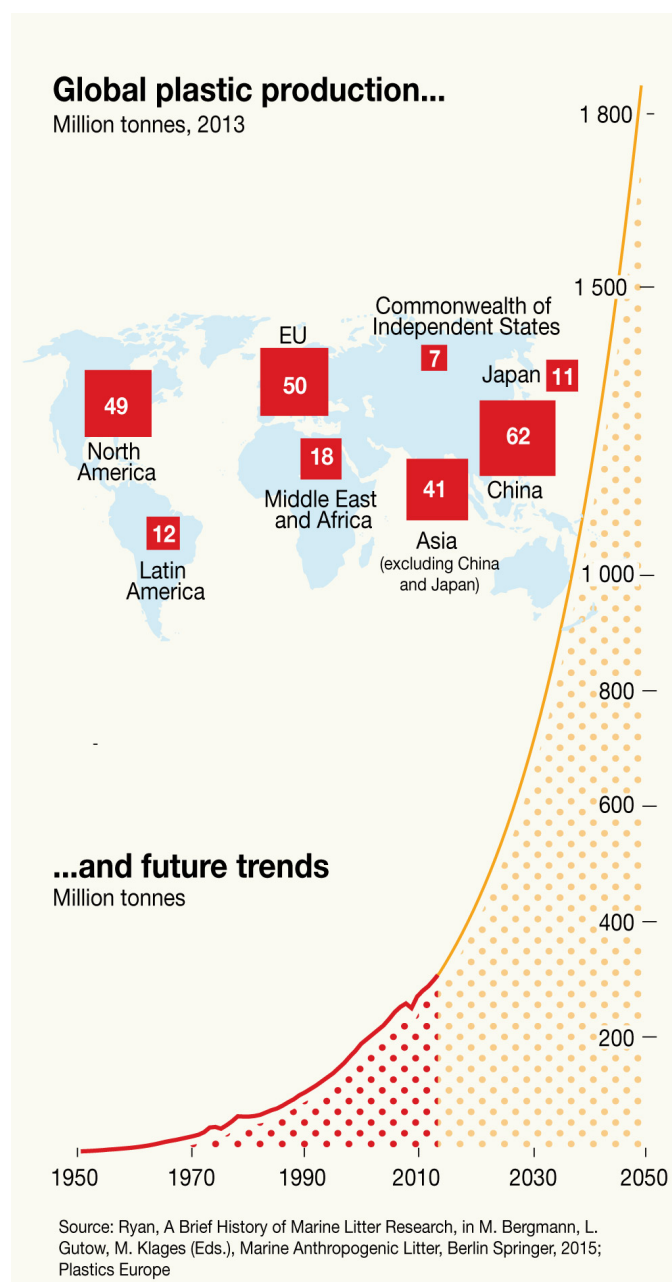 Global plastic production...
Million tonnes, 2013
1 800
1 500
Commonwealth of
Independent States
7
EU
50
Japan
11
49
North
America
62
China
18
Middle East
and Africa
41
Asia
(excluding China
and Japan)
12
Latin
America
1 000
800
600
...and future trends
Million tonnes
400
200
1950
1970
1990
2010
2030
2050
Source: Ryan, A Brief History of Marine Litter Research, in M. Bergmann, L.
Gutow, M. Klages (Eds.), Marine Anthropogenic Litter, Berlin Springer, 2015;
Plastics Europe